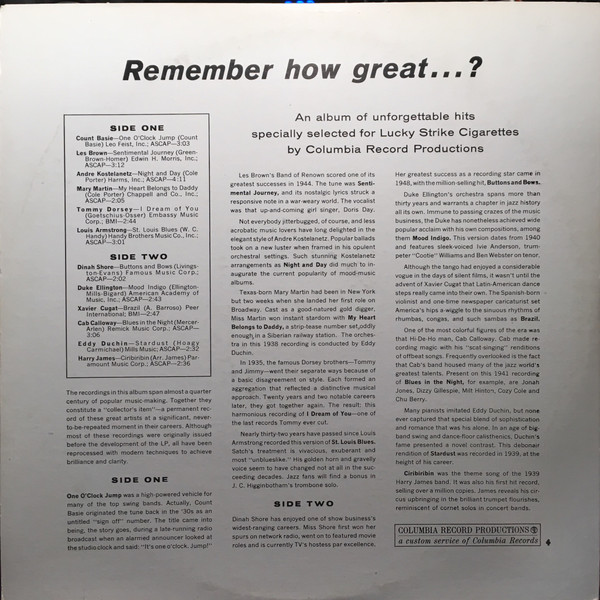 Remember how great...?
An album of unforgettable hits
specially selected for Lucky Strike Cigarettes
by Columbia Record Productions
SIDE ONE
Count Basie—One O'Clock Jump (Count
Basie) Leo Feist, Inc.; ASCAP—3:03
Les Brown—Sentimental Journey (Green-
Brown-Homer) Edwin H. Morris, Inc.;
ASCAP—3:12
Andre Kostelanetz—Night and Day (Cole
Porter) Harms, Inc.; ASCAP—4:11
Mary Martin—My Heart Belongs to Daddy
(Cole Porter) Chappell and Co., Inc.;
ASCAP—2:05
Tommy Dorsey—I Dream of You
(Goetschius-Osser) Embassy Music
Corp.; BMI—2:44
Louis Armstrong—St. Louis Blues (W. C.
Handy) Handy Brothers Music Co., Inc.;
ASCAP—3:01
SIDE TWO
Dinah Shore—Buttons and Bows (Livings-
ton-Evans) Famous Music Corp.;
ASCAP—2:02
Duke Ellington—Mood Indigo (Ellington-
Mills-Bigard) American Academy of
Music, Inc.; ASCAP—2:43
Xavier Cugat—Brazil (A. Barroso) Peer
International; BMI—2:47
Cab Calloway—Blues in the Night (Mercer-
Arlen) Remick Music Corp.; ASCAP—
3:06
Eddy Duchin—Stardust (Hoagy
Carmichael) Mills Music; ASCAP—2:32
Harry James—Ciribiribin (Arr. James) Par-
amount Music Corp.; ASCAP—2:36
The recordings in this album span almost a quarter
century of popular music-making. Together they
constitute a "collector's item"—a permanent record
of these great artists at a significant, never-
to-be-repeated moment in their careers. Although
most of these recordings were originally issued
before the development of the LP, all have been
reprocessed with modern techniques to achieve
brilliance and clarity.
SIDE ONE
One O'Clock Jump was a high-powered vehicle for
many of the top swing bands. Actually, Count
Basie originated the tune back in the '30s as an
untitled "sign off" number. The title came into
being, the story goes, during a late-running radio
broadcast when an alarmed announcer looked at
the studio clock and said: "It's one o'clock. Jump!"
Les Brown's Band of Renown scored one of its
greatest successes in 1944. The tune was Senti-
mental Journey, and its nostalgic lyrics struck a
responsive note in a war-weary world. The vocalist
was that up-and-coming girl singer, Doris Day.
Not everybody jitterbugged, of course, and less
acrobatic music lovers have long delighted in the
elegant style of Andre Kostelanetz. Popular ballads
took on a new luster when framed in his opulent
orchestral settings. Such stunning Kostelanetz
arrangements as Night and Day did much to in-
augurate the current popularity of mood-music
albums.
Texas-born Mary Martin had been in New York
but two weeks when she landed her first role on
Broadway. Cast as a good-natured gold digger,
Miss Martin won instant stardom with My Heart
Belongs to Daddy, a strip-tease number set, oddly
enough, in a Siberian railway station. The orches-
tra in this 1938 recording is conducted by Eddy
Duchin.
In 1935, the famous Dorsey brothers—Tommy
and Jimmy—went their separate ways because of
a basic disagreement on style. Each formed an
aggregation that reflected a distinctive musical
approach. Twenty years and two notable careers
later, they got together again. The result: this
harmonious recording of I Dream of You—one of
the last records Tommy ever cut.
Nearly thirty-two years have passed since Louis
Armstrong recorded this version of St. Louis Blues.
Satch's treatment is vivacious, exuberant and
most "unblueslike." His golden horn and gravelly
voice seem to have changed not at all in the suc-
ceeding decades. Jazz fans will find a bonus in
J. C. Higginbotham's trombone solo.
SIDE TWO
Dinah Shore has enjoyed one of show business's
widest-ranging careers. Miss Shore first won her
spurs on network radio, went on to featured movie
roles and is currently TV's hostess par excellence.
Her greatest success as a recording star came in
1948, with the million-selling hit, Buttons and Bows.
Duke Ellington's orchestra spans more than
thirty years and warrants a chapter in jazz history
all its own. Immune to passing crazes of the music
business, the Duke has nonetheless achieved wide
popular acclaim with his own compositions, among
them Mood Indigo. This version dates from 1940
and features sleek-voiced Ivie Anderson, trum-
peter "Cootie" Williams and Ben Webster on tenor.
Although the tango had enjoyed a considerable
vogue in the days of silent films, it wasn't until the
advent of Xavier Cugat that Latin-American dance
steps really came into their own. The Spanish-born
violinist and one-time newspaper caricaturist set
America's hips a wiggle to the sinuous rhythms of
rhumbas, congas, and such sambas as Brazil.
One of the most colorful figures of the era was
that Hi-De-Ho man, Cab Calloway. Cab made re-
cording magic with his "scat singing" renditions
of offbeat songs. Frequently overlooked is the fact
that Cab's band housed many of the jazz world's
greatest talents. Present on this 1941 recording
of Blues in the Night, for example, are Jonah
Jones, Dizzy Gillespie, Milt Hinton, Cozy Cole and
Chu Berry.
Many pianists imitated Eddy Duchin, but none
ever captured that special blend of sophistication
and romance that was his alone. In an age of big-
band swing and dance-floor calisthenics, Duchin's
fame presented a novel contrast. This debonair
rendition of Stardust was recorded in 1939, at the
height of his career.
Ciribiribin was the theme song of the 1939
Harry James band. It was also his first hit record,
selling over a million copies. James reveals his cir-
cus upbringing in the brilliant trumpet flourishes,
reminiscent of cornet solos in concert bands.
COLUMBIA RECORD PRODUCTIONS
a custom service of Columbia Records